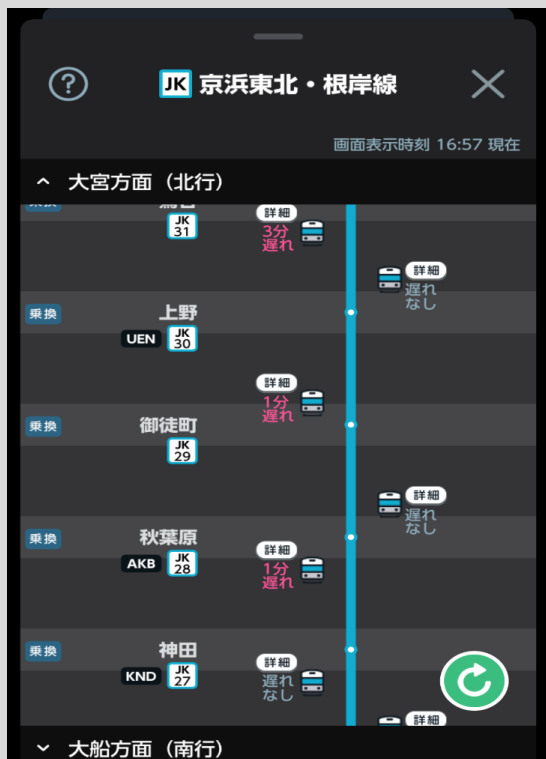 ?
JK 京浜東北・根岸線
画面表示時刻 16:57 現在
大宮方面（北行）
JK
31
詳細
3分
遅れ
詳細
遅れ
なし
乗換
上野
UEN
JK
30
詳細
1分
遅れ
乗換
御徒町
JK
29
詳細
遅れ
なし
乗換
秋葉原
AKB
JK
28
詳細
1分
遅れ
乗換
神田
KND
JK
27
詳細
遅れ
なし
詳細
大船方面（南行）